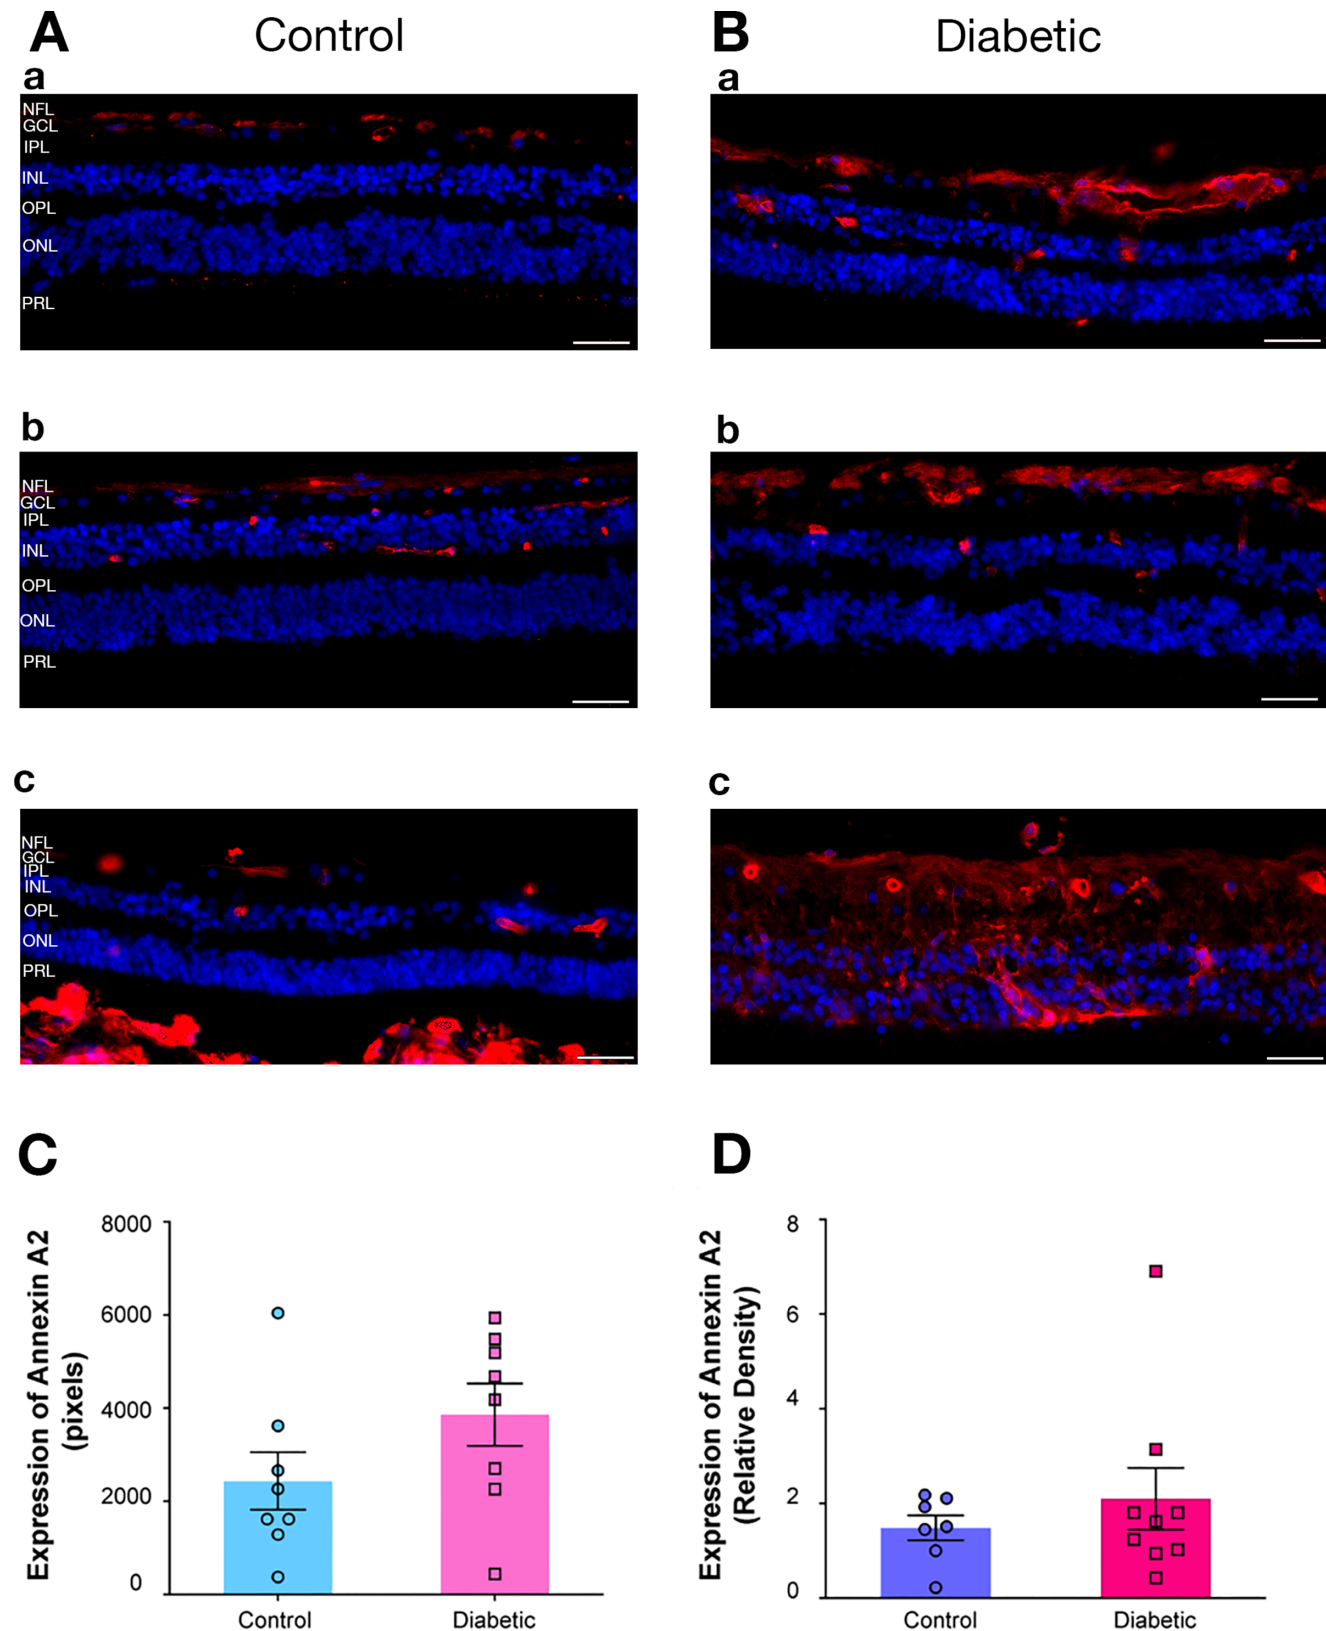 A Control
B Diabetic
a
NFL
GCL
IPL
INL
OPL
ONL
PRL
a
b
NFL
GCL
IPL
INL
OPL
ONL
PRL
b
c
NFL
GCL
IPL
INL
OPL
ONL
PRL
c
C
Expression of Annexin A2
(pixels)
8000
6000
4000
2000
0
Control Diabetic
D
Expression of Annexin A2
(Relative Density)
8
6
4
2
0
Control Diabetic